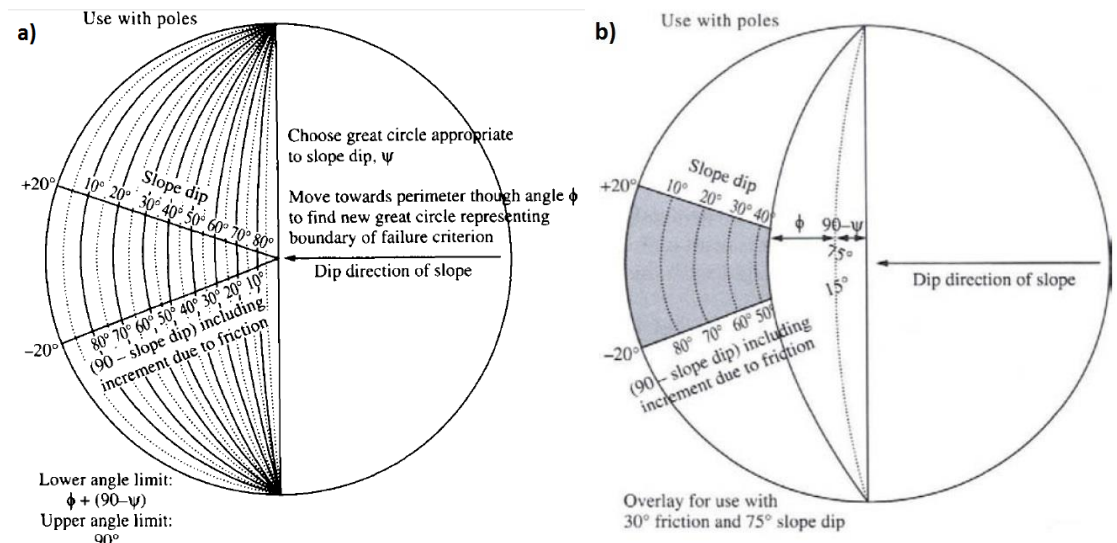 a)
Use with poles
Choose great circle appropriate
to slope dip, ψ
Move towards perimeter though angle ϕ
to find new great circle representing
boundary of failure criterion
Dip direction of slope
+20°
Slope dip
10° 20° 30° 40° 50° 60° 70° 80°
80° 70° 60° 50° 40° 30° 20° 10°
(90 – slope dip) including
increment due to friction
–20°
Lower angle limit:
ϕ + (90–ψ)
Upper angle limit:
90°
b)
Use with poles
+20°
Slope dip
10° 20° 30° 40°
ϕ 90–ψ
75°
15°
Dip direction of slope
80° 70° 60° 50°
(90 – slope dip) including
increment due to friction
–20°
Overlay for use with
30° friction and 75° slope dip